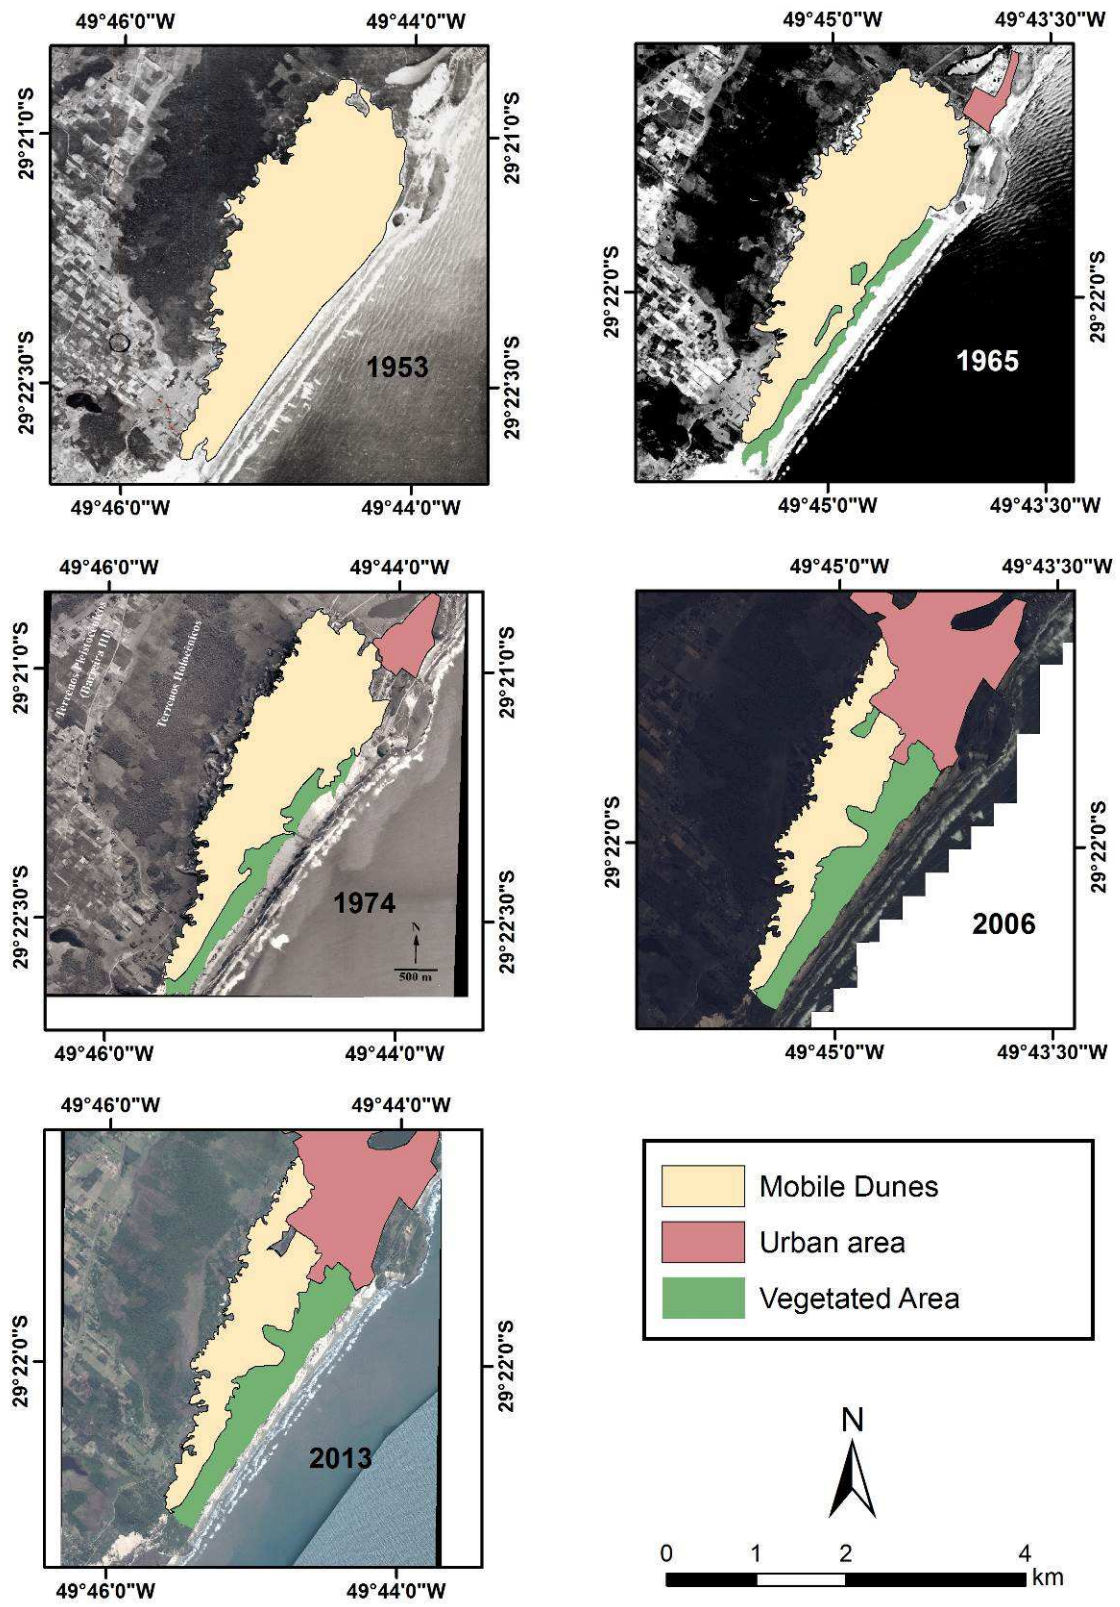 49°46'0"W 49°44'0"W
29°21'0"S
29°22'30"S
29°21'0"S
29°22'30"S
1953
49°46'0"W 49°44'0"W
49°45'0"W 49°43'30"W
29°22'0"S
29°22'0"S
1965
49°45'0"W 49°43'30"W
49°46'0"W 49°44'0"W
29°21'0"S
29°22'30"S
29°21'0"S
29°22'30"S
Terrenos Pleistocênicos
(Barreira III)
Terrenos Holocênicos
1974
N
500 m
49°46'0"W 49°44'0"W
49°45'0"W 49°43'30"W
29°22'0"S
29°22'0"S
2006
49°45'0"W 49°43'30"W
49°46'0"W 49°44'0"W
29°22'0"S
29°22'0"S
2013
49°46'0"W 49°44'0"W
Mobile Dunes
Urban area
Vegetated Area
N
0 1 2 4
km